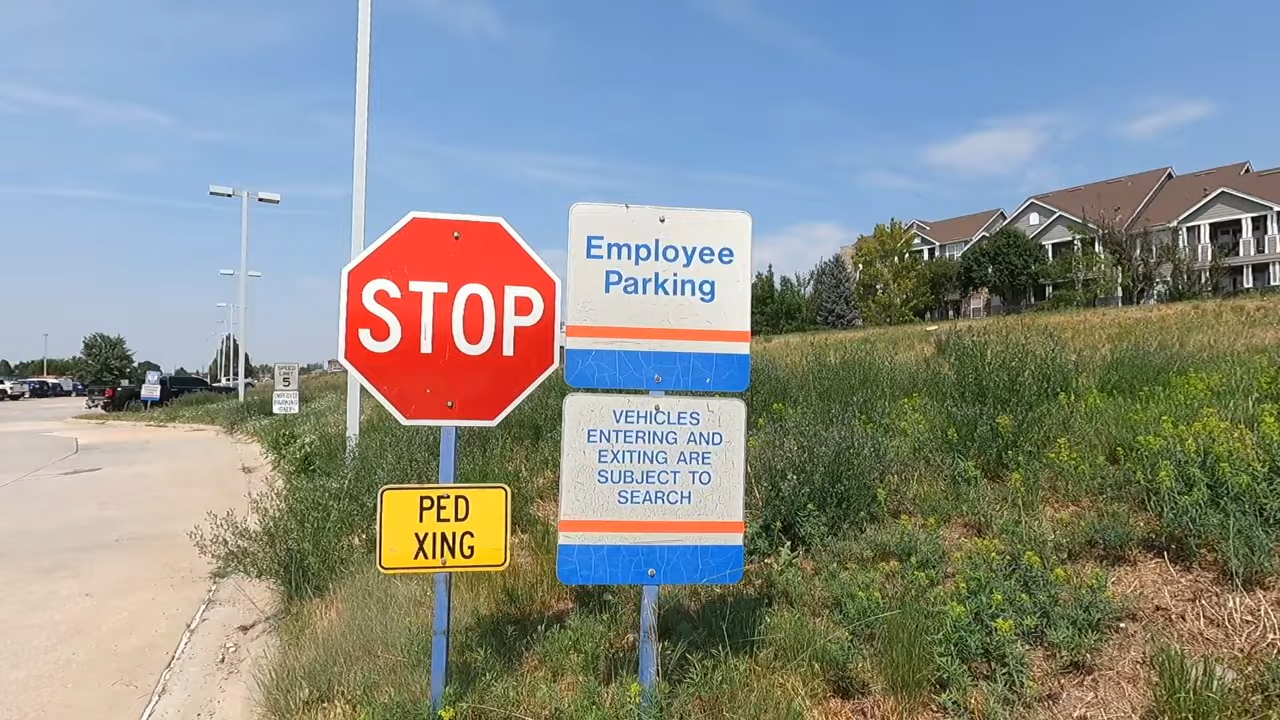 STOP
PED
XING
Employee
Parking
VEHICLES
ENTERING AND
EXITING ARE
SUBJECT TO
SEARCH
SPEED
LIMIT
5
EMPLOYEE
PARKING
ONLY